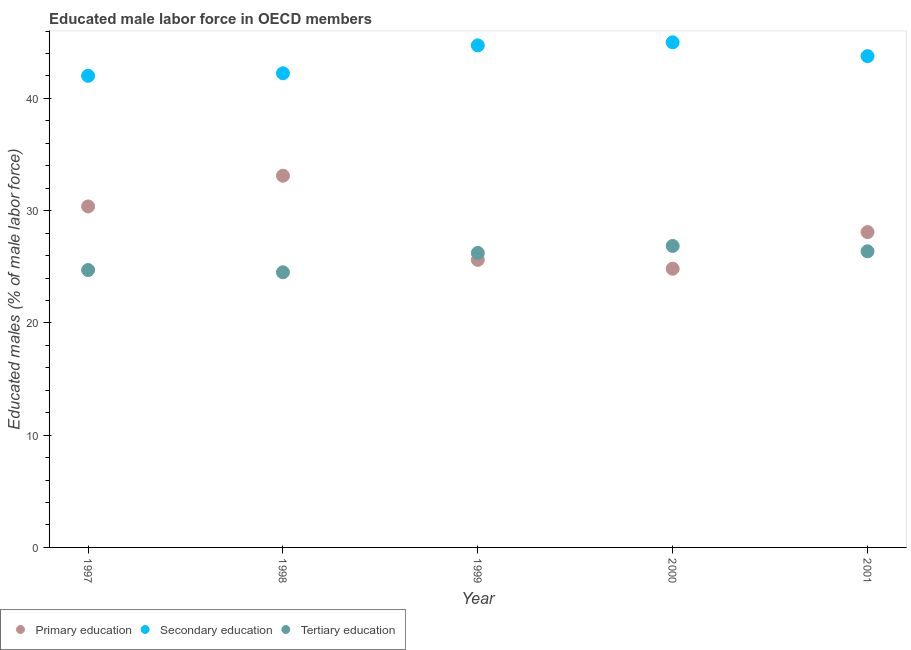 Educated male labor force in OECD members
Educated males (% of male labor force)
40
30
20
10
0
1997
1998
1999
2000
2001
Year
Primary education
Secondary education
Tertiary education